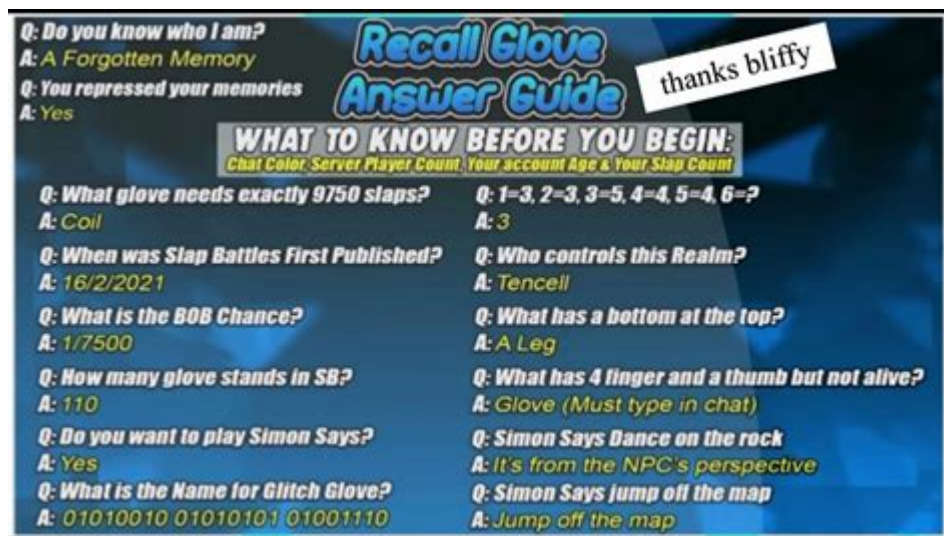 Q: Do you know who I am?
A: A Forgotten Memory
Q: You repressed your memories
A: Yes
Recall Glove
Answer Guide
thanks bliffy
WHAT TO KNOW BEFORE YOU BEGIN:
Chat Color, Server Player Count, Your account Age & Your Slap Count
Q: What glove needs exactly 9750 slaps?
A: Coil
Q: When was Slap Battles First Published?
A: 16/2/2021
Q: What is the BOB Chance?
A: 1/7500
Q: How many glove stands in SB?
A: 110
Q: Do you want to play Simon Says?
A: Yes
Q: What is the Name for Glitch Glove?
A: 01010010 01010101 01001110
Q: 1=3, 2=3, 3=5, 4=4, 5=4, 6=?
A: 3
Q: Who controls this Realm?
A: Tencell
Q: What has a bottom at the top?
A: A Leg
Q: What has 4 finger and a thumb but not alive?
A: Glove (Must type in chat)
Q: Simon Says Dance on the rock
A: It's from the NPC's perspective
Q: Simon Says jump off the map
A: Jump off the map